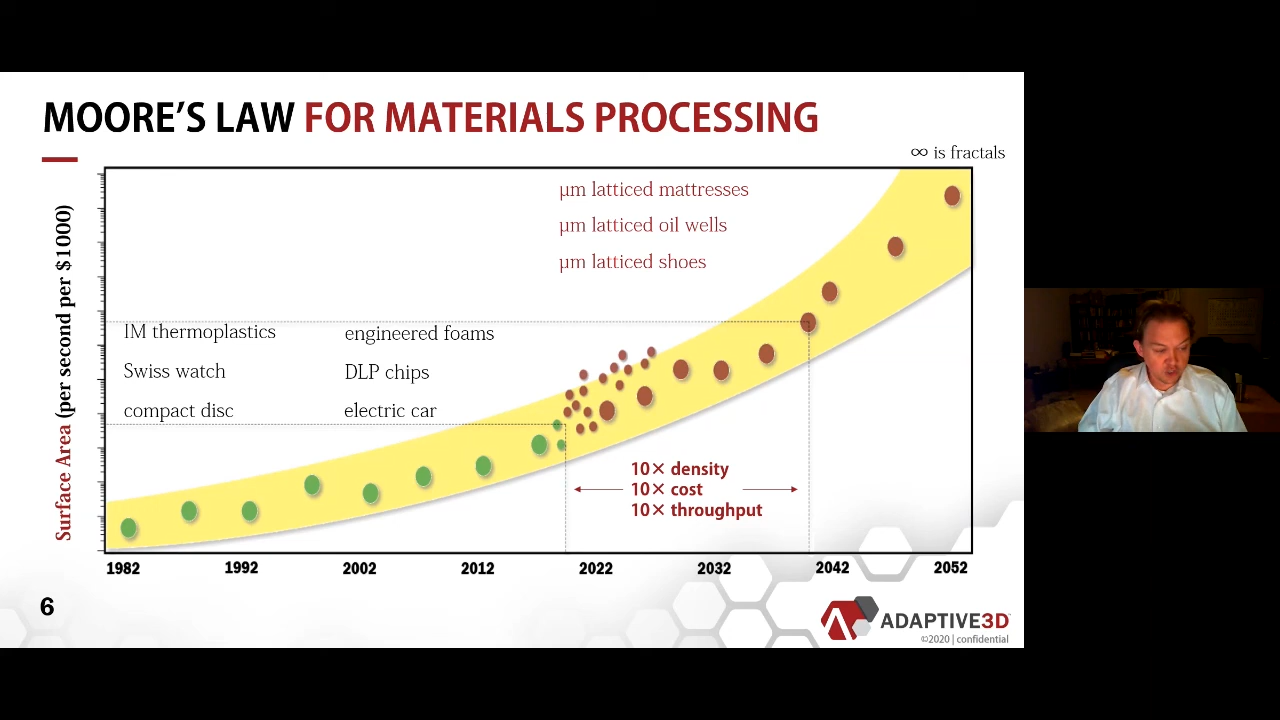 MOORE'S LAW FOR MATERIALS PROCESSING
∞ is fractals
Surface Area (per second per $1000)
µm latticed mattresses
µm latticed oil wells
µm latticed shoes
IM thermoplastics
engineered foams
Swiss watch
DLP chips
compact disc
electric car
10× density
10× cost
10× throughput
1982 1992 2002 2012 2022 2032 2042 2052
6
ADAPTIVE3D
©2020 | confidential